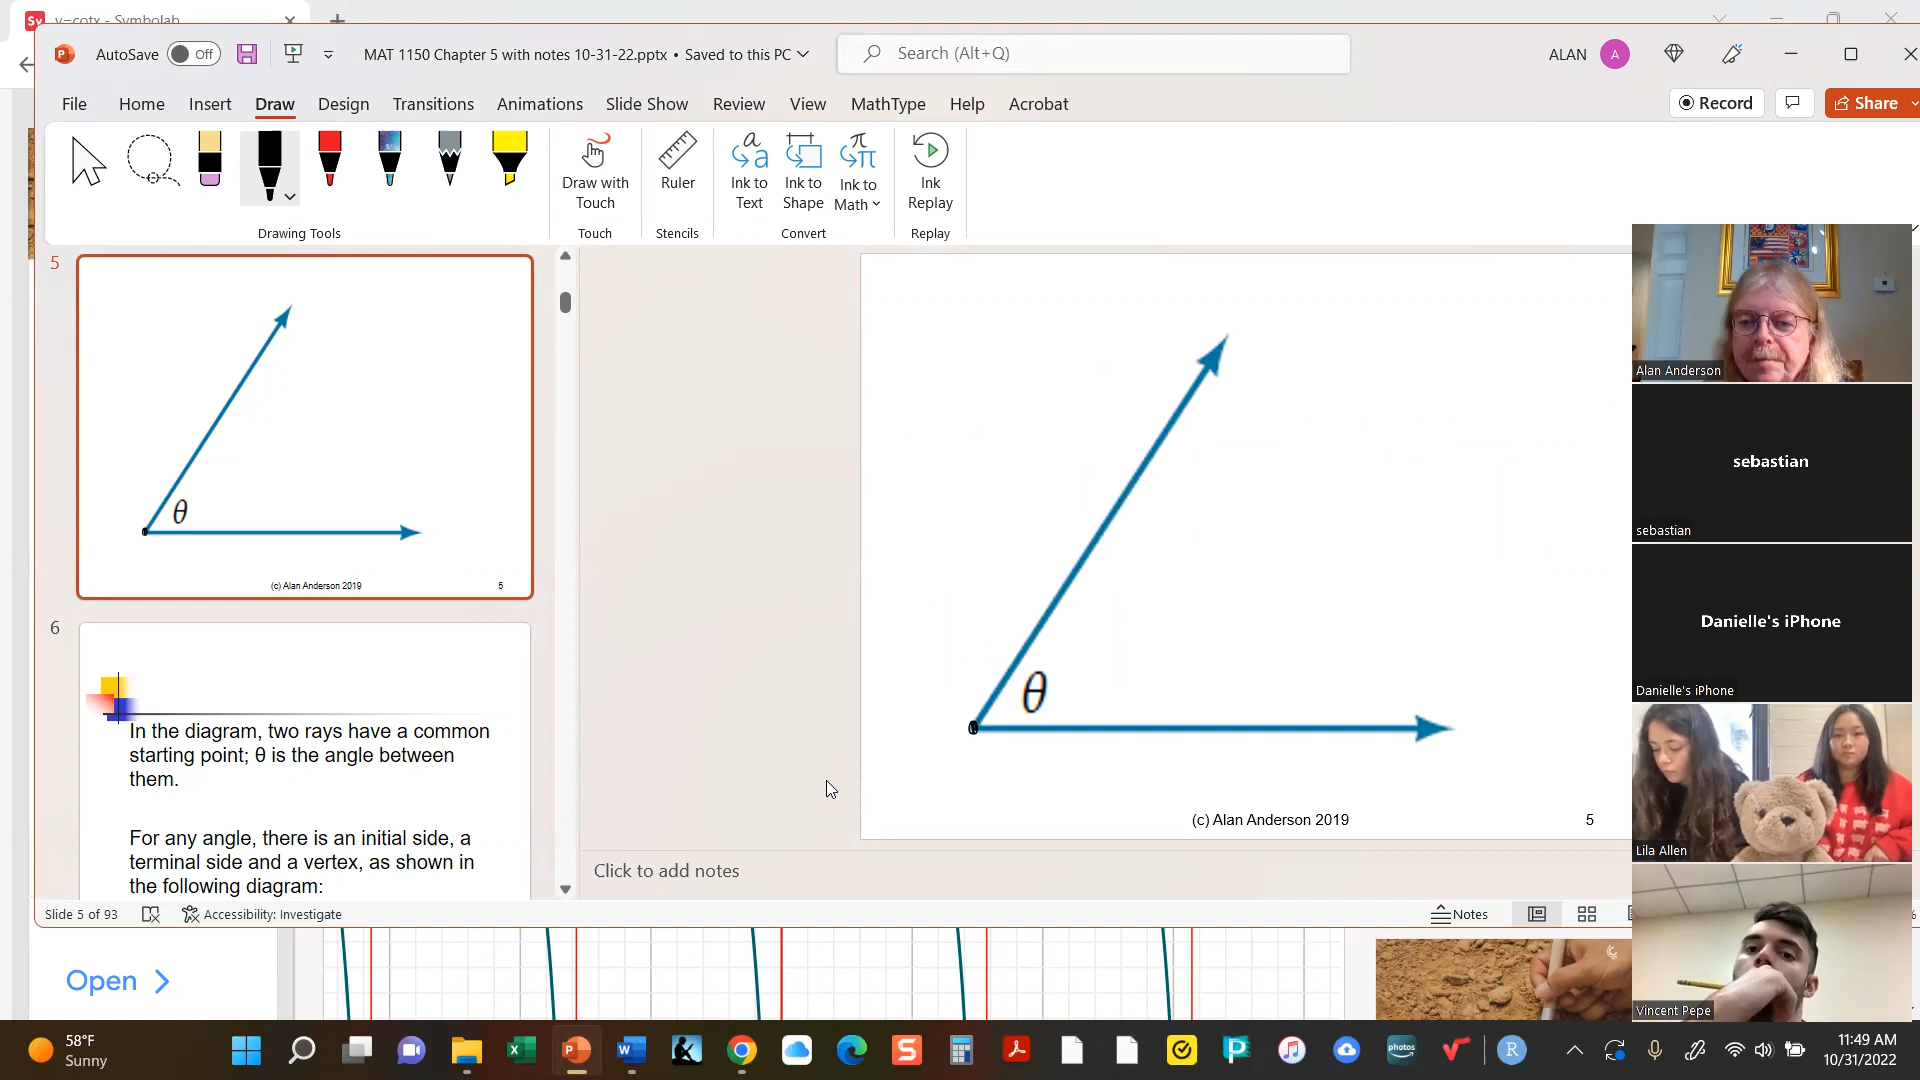 y=cotx - Symbolab
AutoSave Off
MAT 1150 Chapter 5 with notes 10-31-22.pptx • Saved to this PC
Search (Alt+Q)
ALAN A
File Home Insert Draw Design Transitions Animations Slide Show Review View MathType Help Acrobat
Record
Share
Draw with Touch
Ruler
Ink to Text
Ink to Shape
Ink to Math
Ink Replay
Drawing Tools
Touch
Stencils
Convert
Replay
5
θ
(c) Alan Anderson 2019 5
6
In the diagram, two rays have a common
starting point; θ is the angle between
them.
For any angle, there is an initial side, a
terminal side and a vertex, as shown in
the following diagram:
θ
(c) Alan Anderson 2019 5
Click to add notes
Slide 5 of 93
Accessibility: Investigate
Notes
Alan Anderson
sebastian
sebastian
Danielle's iPhone
Danielle's iPhone
Lila Allen
Vincent Pepe
Open
58°F
Sunny
photos
11:49 AM
10/31/2022